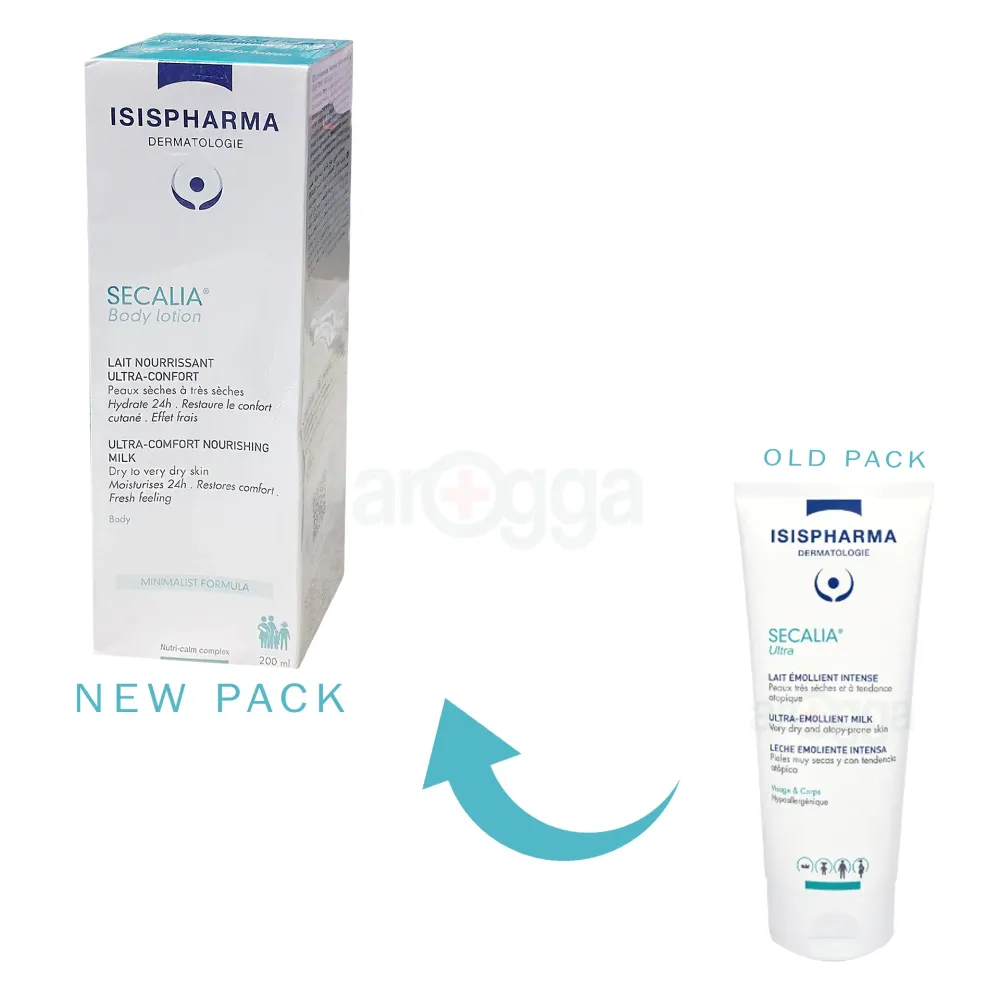 SECALIA® Body lotion
ISISPHARMA
DERMATOLOGIE
SECALIA®
Body lotion
LAIT NOURRISSANT
ULTRA-CONFORT
Peaux sèches à très sèches
Hydrate 24h . Restaure le confort
cutané . Effet frais
ULTRA-COMFORT NOURISHING
MILK
Dry to very dry skin
Moisturises 24h . Restores comfort .
Fresh feeling
Body
MINIMALIST FORMULA
Nutri-calm complex
200 ml
NEW PACK
arogga
OLD PACK
ISISPHARMA
DERMATOLOGIE
SECALIA®
Ultra
LAIT ÉMOLLIENT INTENSE
Peaux très sèches et à tendance
atopique
ULTRA-EMOLLIENT MILK
Very dry and atopy-prone skin
LECHE EMOLIENTE INTENSA
Pieles muy secas y con tendencia
atópica
Visage & Corps
Hypoallergénique
arogga